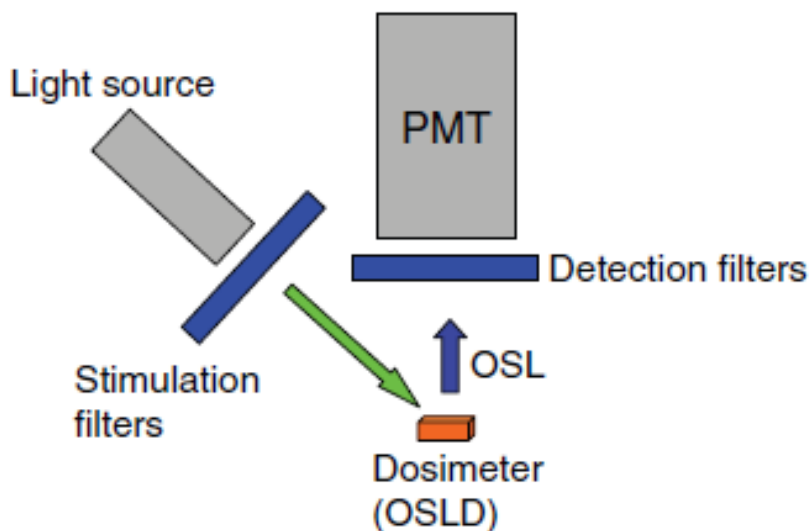 Light source
PMT
Detection filters
Stimulation
filters
OSL
Dosimeter
(OSLD)